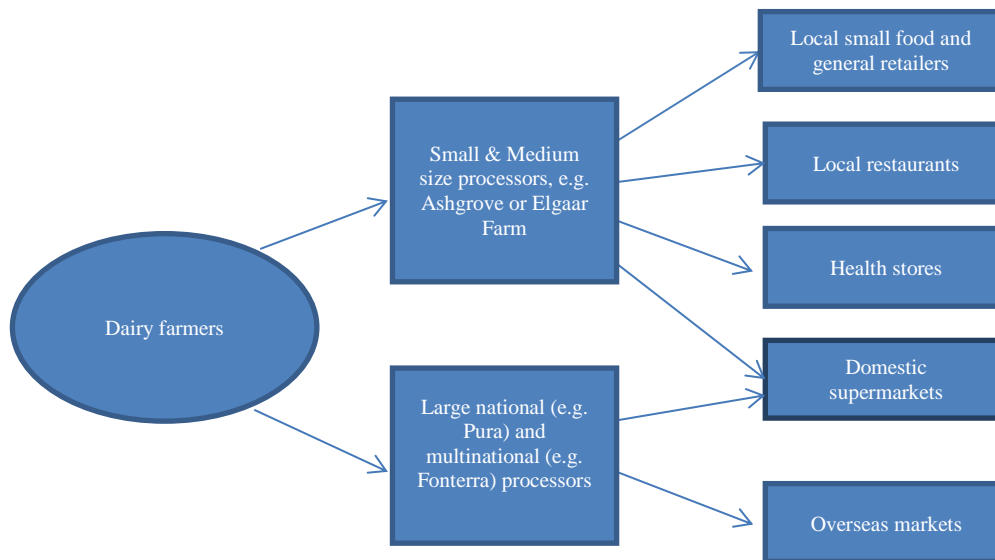 Dairy farmers
Small & Medium
size processors, e.g.
Ashgrove or Elgaar
Farm
Large national (e.g.
Pura) and
multinational (e.g.
Fonterra) processors
Local small food and
general retailers
Local restaurants
Health stores
Domestic
supermarkets
Overseas markets